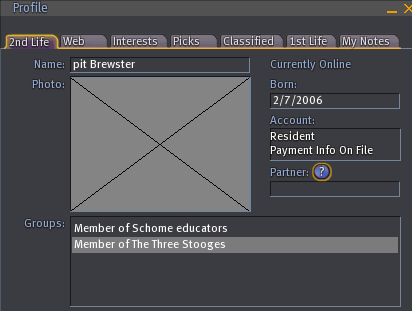 Profile
2nd Life Web Interests Picks Classified 1st Life My Notes
Name: pit Brewster Currently Online
Photo: Born:
2/7/2006
Account:
Resident
Payment Info On File
Partner: ?
Groups: Member of Schome educators
Member of The Three Stooges